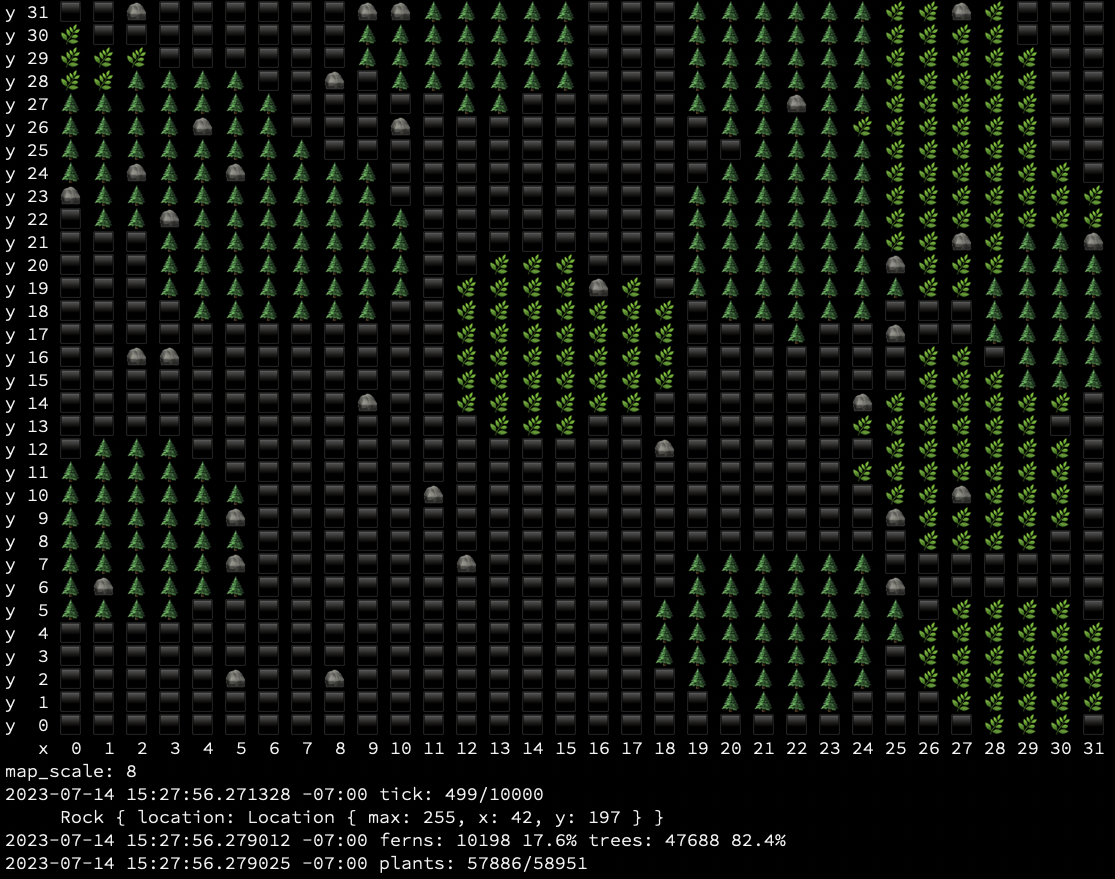 y 31
y 30
y 29
y 28
y 27
y 26
y 25
y 24
y 23
y 22
y 21
y 20
y 19
y 18
y 17
y 16
y 15
y 14
y 13
y 12
y 11
y 10
y 9
y 8
y 7
y 6
y 5
y 4
y 3
y 2
y 1
y 0
x 0 1 2 3 4 5 6 7 8 9 10 11 12 13 14 15 16 17 18 19 20 21 22 23 24 25 26 27 28 29 30 31
map_scale: 8
2023-07-14 15:27:56.271328 -07:00 tick: 499/10000
Rock { location: Location { max: 255, x: 42, y: 197 } }
2023-07-14 15:27:56.279012 -07:00 ferns: 10198 17.6% trees: 47688 82.4%
2023-07-14 15:27:56.279025 -07:00 plants: 57886/58951